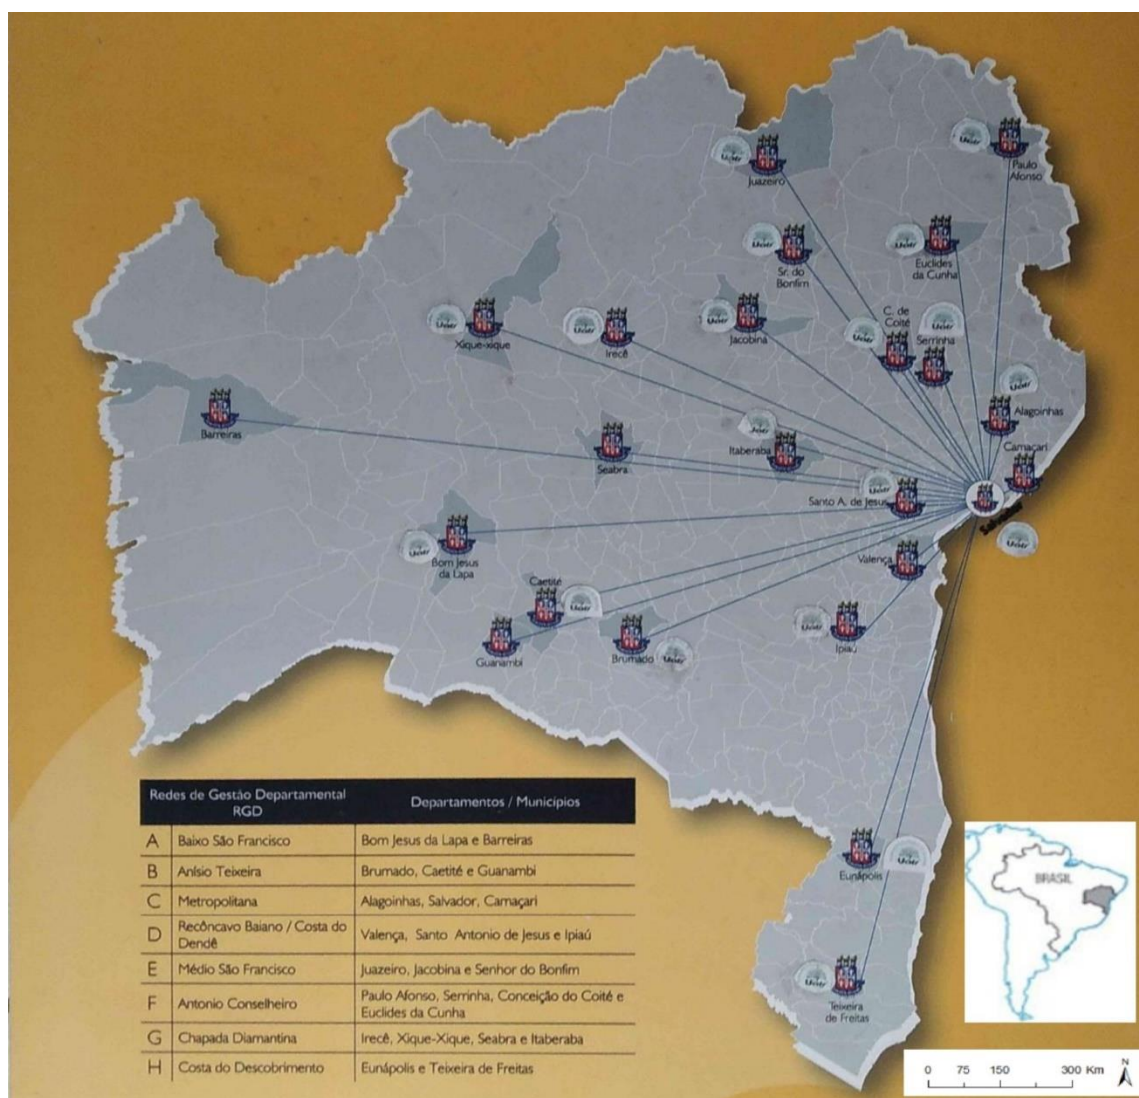 Juazeiro
Paulo
Afonso
Sr. do
Bonfim
Euclides
da Cunha
Xique-xique
Irecê
Jacobina
C. de
Coité
Serrinha
Barreiras
Seabra
Itaberaba
Alagoinhas
Camaçari
Santo A. de Jesus
Salvador
Bom Jesus
da Lapa
Valença
Caetité
Guanambi
Brumado
Ipiaú
Eunápolis
Teixeira
de Freitas
Uaer
Redes de Gestão Departamental
RGD
Departamentos / Municípios
A Baixo São Francisco Bom Jesus da Lapa e Barreiras
B Anísio Teixeira Brumado, Caetité e Guanambi
C Metropolitana Alagoinhas, Salvador, Camaçari
D Recôncavo Baiano / Costa do
Dendê
Valença, Santo Antonio de Jesus e Ipiaú
E Médio São Francisco Juazeiro, Jacobina e Senhor do Bonfim
F Antonio Conselheiro Paulo Afonso, Serrinha, Conceição do Coité e
Euclides da Cunha
G Chapada Diamantina Irecê, Xique-Xique, Seabra e Itaberaba
H Costa do Descobrimento Eunápolis e Teixeira de Freitas
BRASIL
0 75 150 300 Km
N